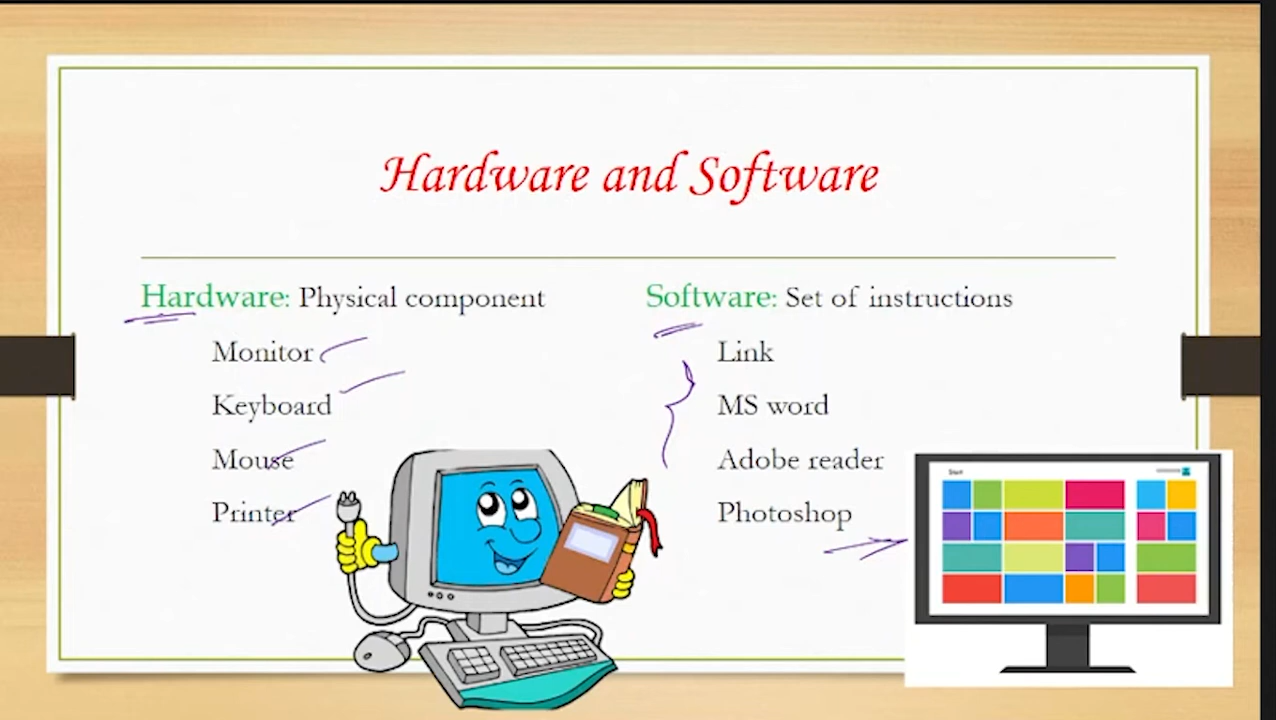 Hardware and Software
Hardware: Physical component
Monitor
Keyboard
Mouse
Printer
Software: Set of instructions
Link
MS word
Adobe reader
Photoshop
Start